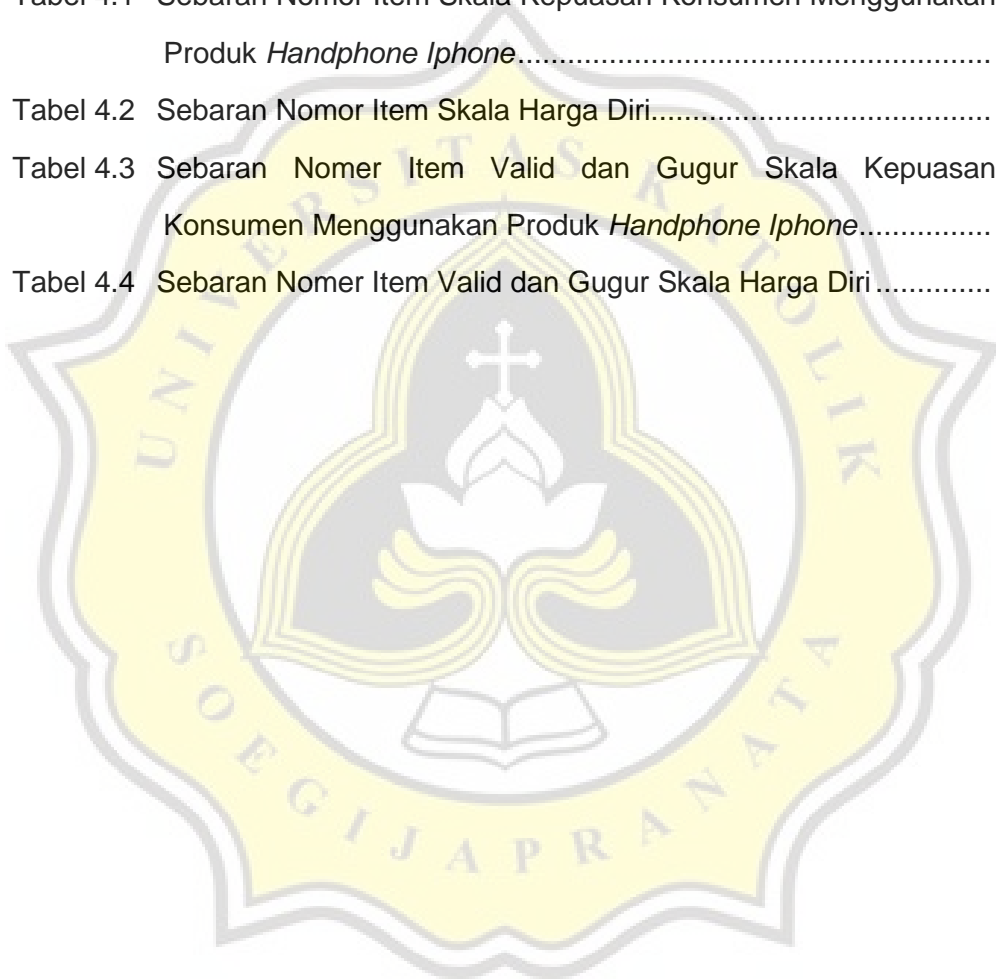 Tabel 4.1 Sebaran Nomor Item Skala Kepuasan Konsumen Menggunakan
Produk Handphone Iphone........................................................
Tabel 4.2 Sebaran Nomor Item Skala Harga Diri........................................
Tabel 4.3 Sebaran Nomer Item Valid dan Gugur Skala Kepuasan
Konsumen Menggunakan Produk Handphone Iphone................
Tabel 4.4 Sebaran Nomer Item Valid dan Gugur Skala Harga Diri..............
UNIVERSITAS KATOLIK
SOEGIJAPRANATA